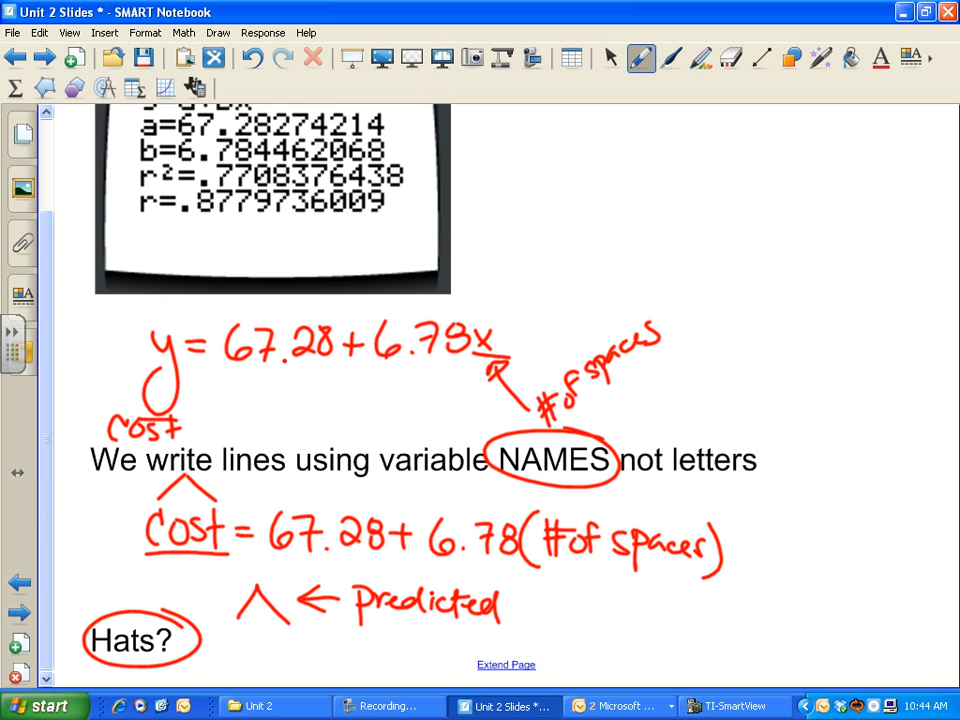 Unit 2 Slides * - SMART Notebook
File Edit View Insert Format Math Draw Response Help
a=67.28274214
b=6.784462068
r²=.7708376438
r=.8779736009
y = 67.28 + 6.78x
# of spaces
cost
We write lines using variable NAMES not letters
cost = 67.28 + 6.78 (# of spaces)
^ ← predicted
Hats?
Extend Page
start Unit 2 Recording... Unit 2 Slides *... 2 Microsoft ... TI-SmartView 10:44 AM